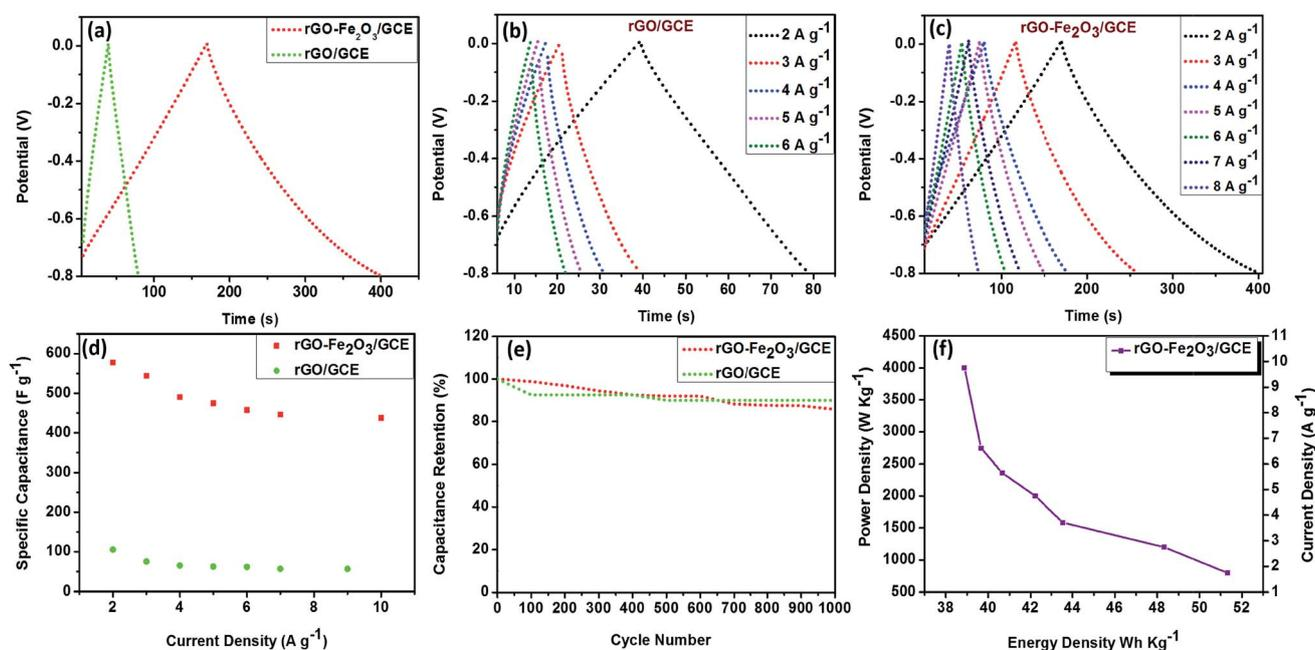 (a)
rGO-Fe2O3/GCE
rGO/GCE
0.0
-0.2
-0.4
-0.6
-0.8
Potential (V)
100 200 300 400
Time (s)
(b)
rGO/GCE
2 A g-1
3 A g-1
4 A g-1
5 A g-1
6 A g-1
0.0
-0.2
-0.4
-0.6
-0.8
Potential (V)
10 20 30 40 50 60 70 80
Time (s)
(c)
rGO-Fe2O3/GCE
2 A g-1
3 A g-1
4 A g-1
5 A g-1
6 A g-1
7 A g-1
8 A g-1
0.0
-0.2
-0.4
-0.6
-0.8
Potential (V)
100 200 300 400
Time (s)
(d)
rGO-Fe2O3/GCE
rGO/GCE
600
500
400
300
200
100
0
Specific Capacitance (F g-1)
2 4 6 8 10
Current Density (A g-1)
(e)
rGO-Fe2O3/GCE
rGO/GCE
120
100
80
60
40
20
0
Capacitance Retention (%)
0 100 200 300 400 500 600 700 800 900 1000
Cycle Number
(f)
rGO-Fe2O3/GCE
4500
4000
3500
3000
2500
2000
1500
1000
500
Power Density (W Kg-1)
11
10
9
8
7
6
5
4
3
2
1
Current Density (A g-1)
38 40 42 44 46 48 50 52
Energy Density Wh Kg-1